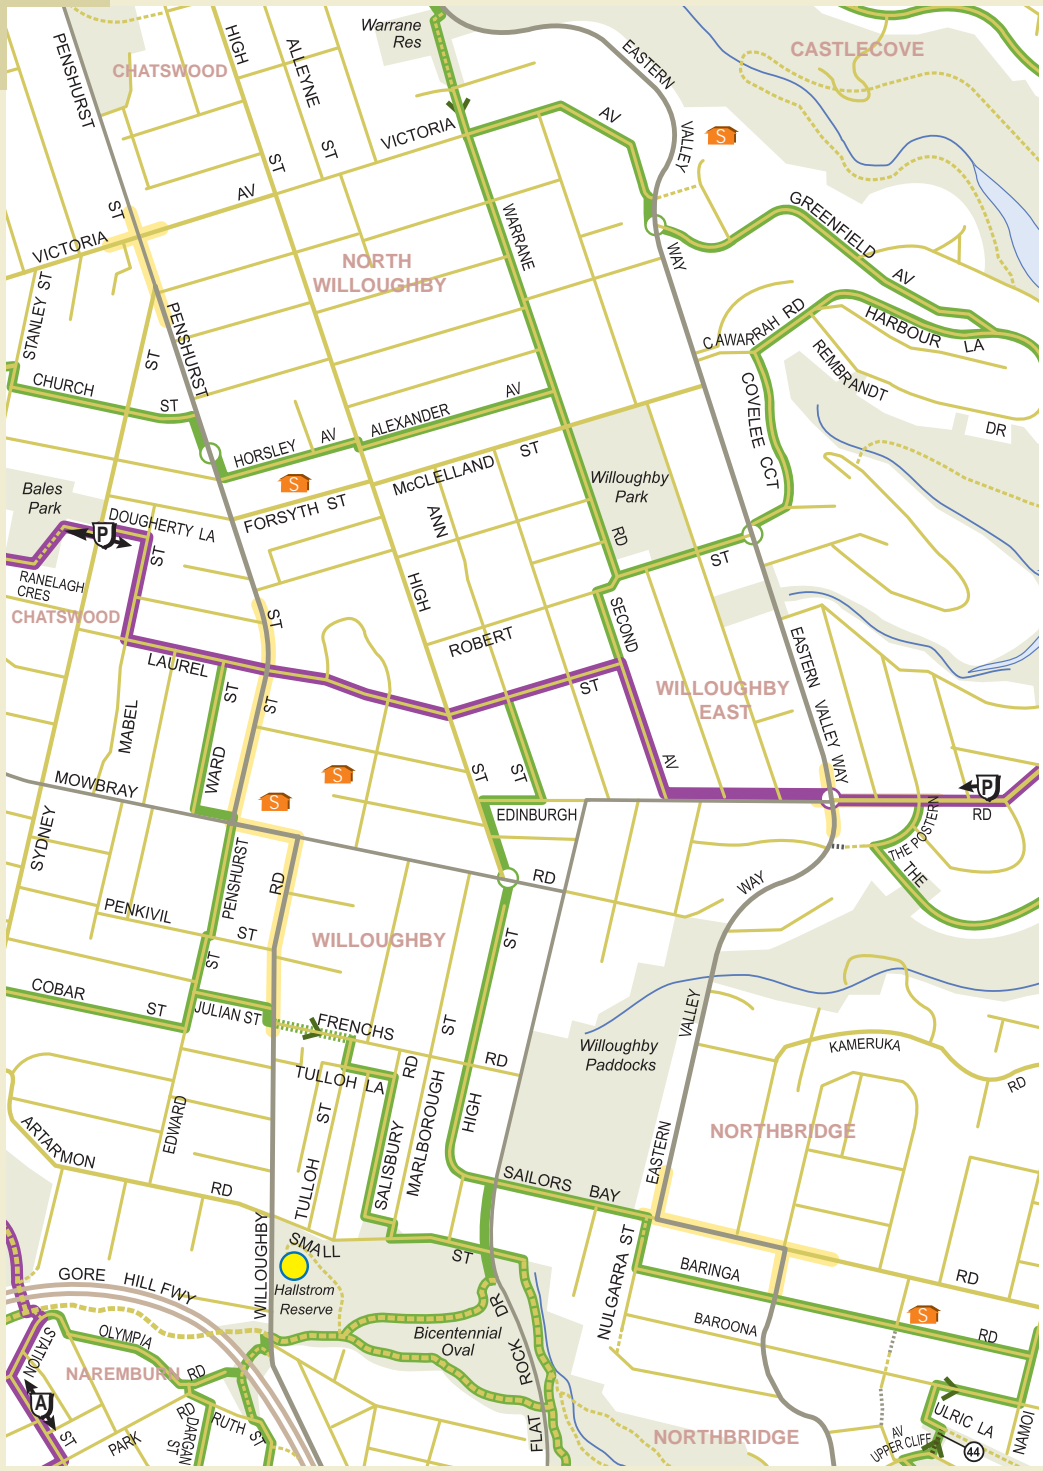 Warrane
Res
PENSHURST
ST
HIGH
ST
ALLEYNE
ST
CHATSWOOD
EASTERN
VALLEY
WAY
CASTLECOVE
VICTORIA
AV
VICTORIA
AV
S
WARRANE
RD
GREENFIELD
AV
STANLEY ST
NORTH
WILLOUGHBY
PENSHURST
ST
CAWARRAH RD
HARBOUR
LA
REMBRANDT
DR
COVELEE CCT
CHURCH
ST
HORSLEY
AV
ALEXANDER
AV
S
McCLELLAND
ST
FORSYTH ST
Willoughby
Park
Bales
Park
DOUGHERTY LA
P
ST
ANN
HIGH
ST
RANELAGH
CRES
CHATSWOOD
ST
ROBERT
ST
SECOND
AV
LAUREL
ST
ST
WILLOUGHBY
EAST
EASTERN
VALLEY
WAY
MABEL
WARD
ST
ST
S
S
MOWBRAY
RD
SYDNEY
EDINBURGH
P
RD
THE POSTERN
THE
PENSHURST
ST
RD
WAY
PENKIVIL
ST
WILLOUGHBY
ST
COBAR
ST
JULIAN ST
FRENCHS
RD
VALLEY
Willoughby
Paddocks
KAMERUKA
RD
TULLOH LA
RD
ST
HIGH
MARLBOROUGH
ST
TULLOH
SALISBURY
EDWARD
ARTARMON
RD
NORTHBRIDGE
EASTERN
SAILORS
BAY
RD
WILLOUGHBY
SMALL
ST
Hallstrom
Reserve
GORE
HILL FWY
NULGARRA ST
BARINGA
RD
BAROONA
S
OLYMPIA
RD
STATION
ST
NAREMBURN
Bicentennial
Oval
FLAT
ROCK
DR
A
RD
DARGAN
ST
RUTH ST
PARK
NORTHBRIDGE
ULRIC LA
AV
UPPER CLIFF
44
NAMOI